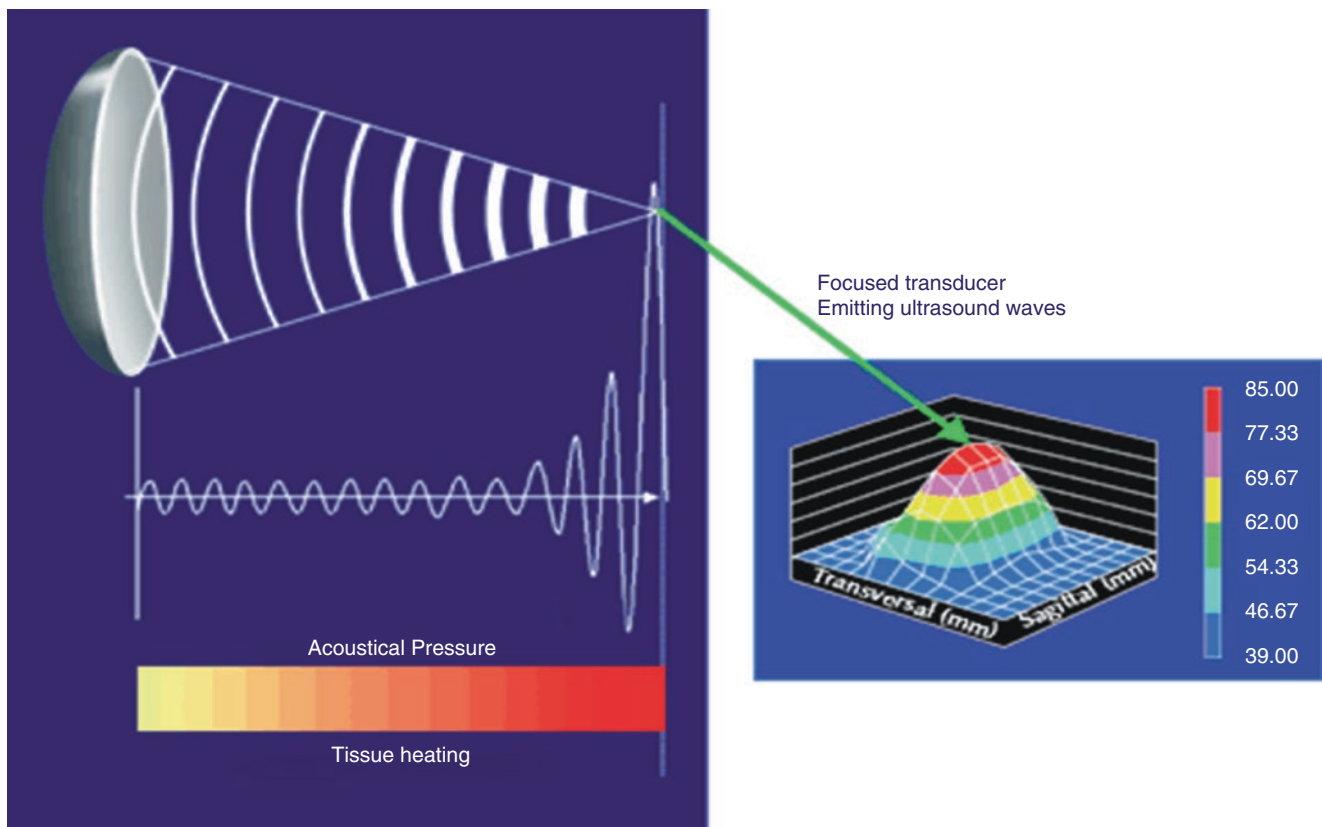 Focused transducer
Emitting ultrasound waves
Acoustical Pressure
Tissue heating
Transversal (mm)
Sagittal (mm)
85.00
77.33
69.67
62.00
54.33
46.67
39.00